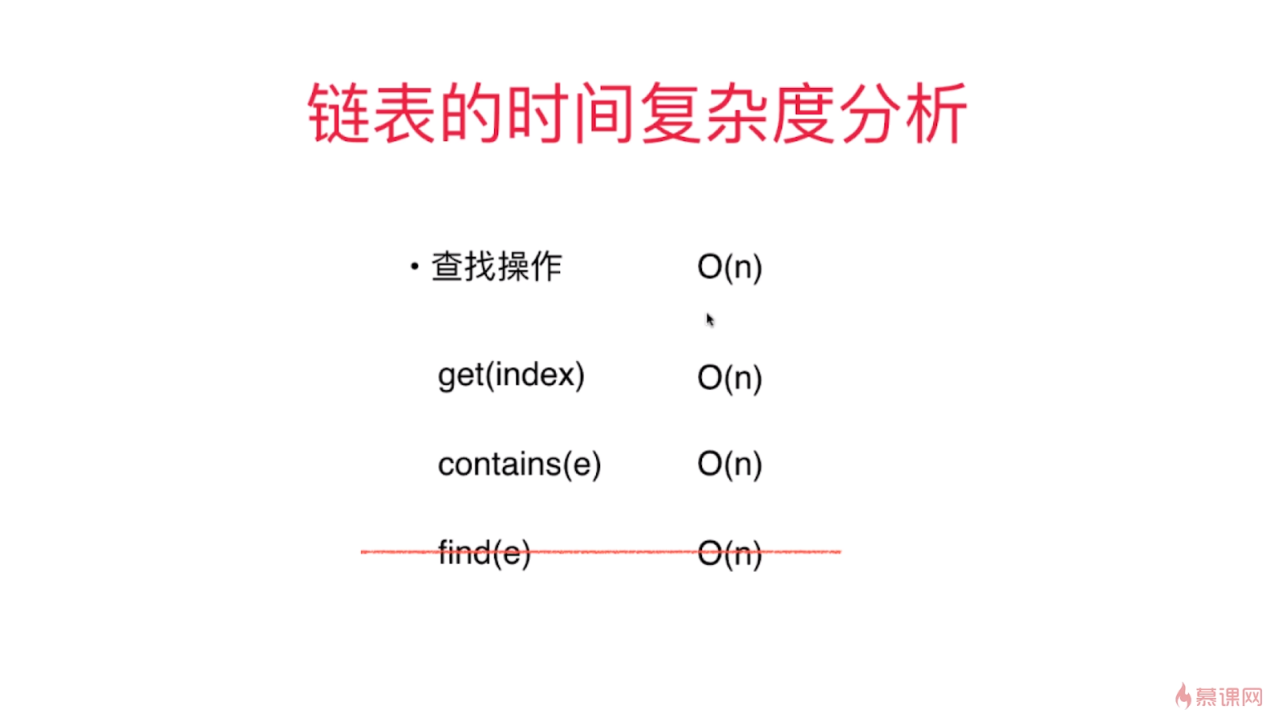 链表的时间复杂度分析
• 查找操作 O(n)
get(index) O(n)
contains(e) O(n)
find(e) O(n)
慕课网